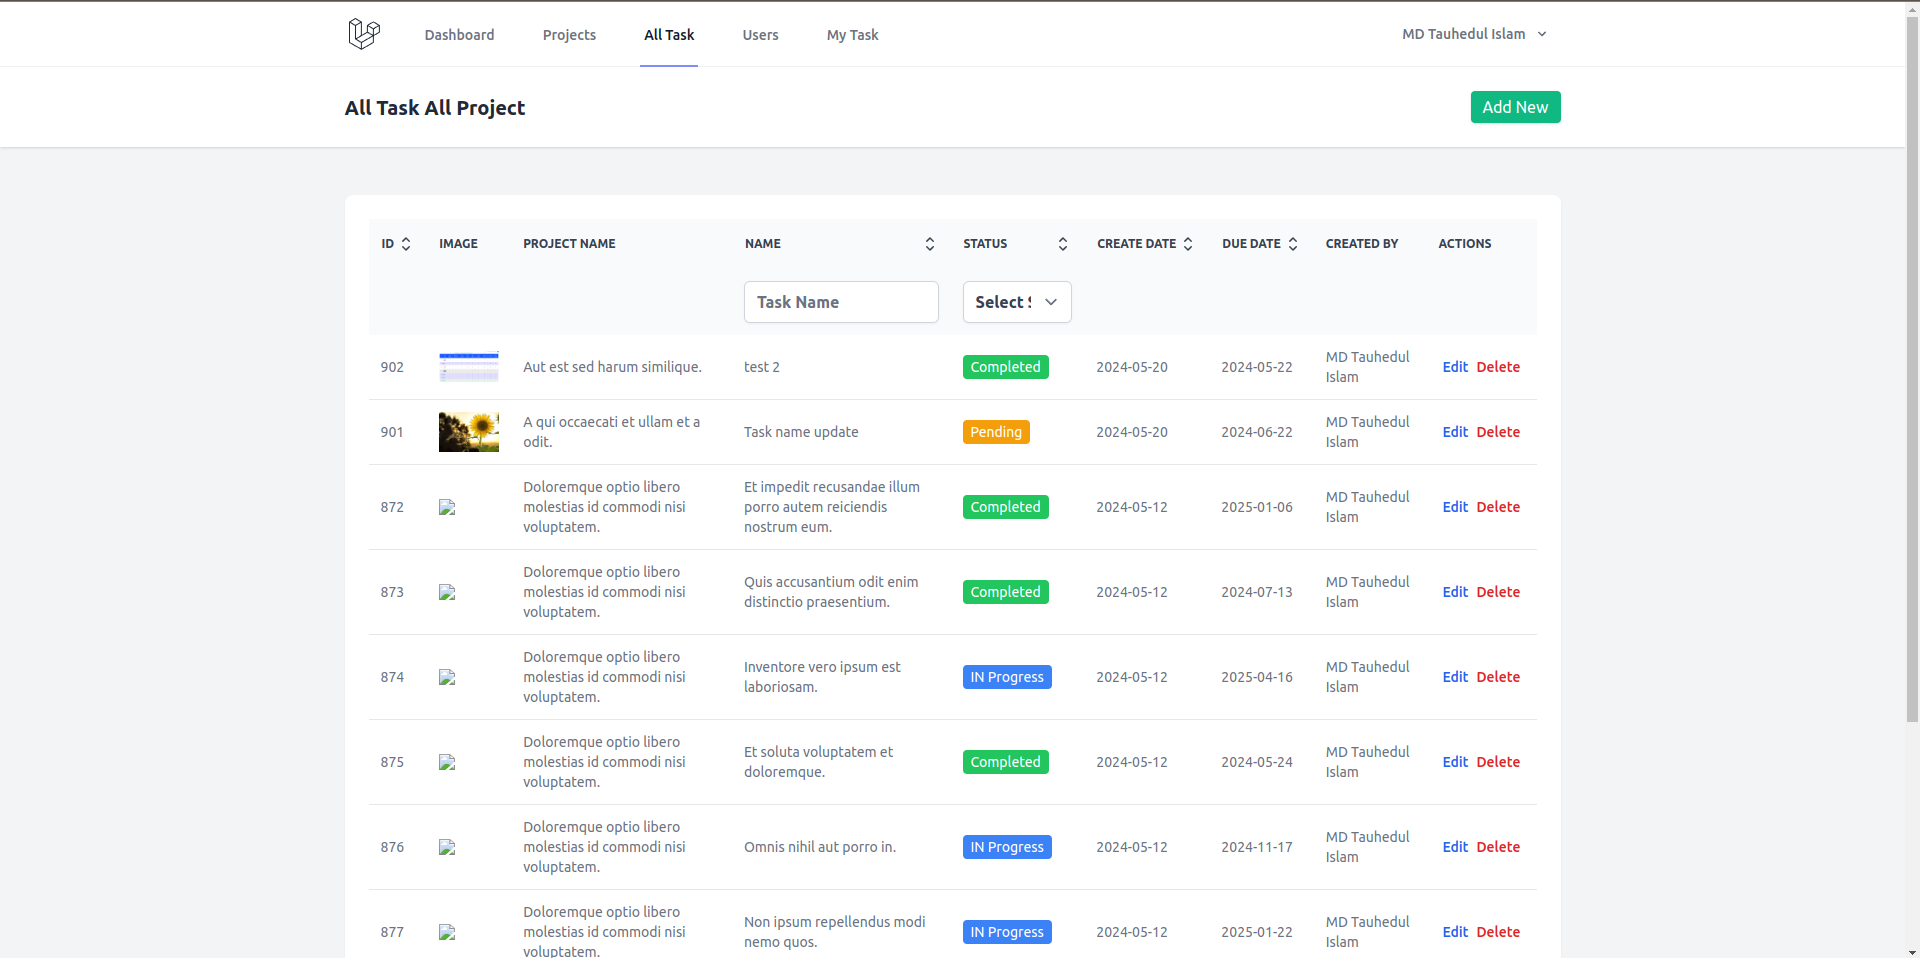 Dashboard Projects All Task Users My Task MD Tauhedul Islam
All Task All Project Add New
ID IMAGE PROJECT NAME NAME STATUS CREATE DATE DUE DATE CREATED BY ACTIONS
Task Name Select
902 Aut est sed harum similique. test 2 Completed 2024-05-20 2024-05-22 MD Tauhedul Edit Delete
Islam
901 A qui occaecati et ullam et a Task name update Pending 2024-05-20 2024-06-22 MD Tauhedul Edit Delete
odit. Islam
Doloremque optio libero Et impedit recusandae illum MD Tauhedul
872 molestias id commodi nisi porro autem reiciendis Completed 2024-05-12 2025-01-06 Islam Edit Delete
voluptatem. nostrum eum.
Doloremque optio libero Quis accusantium odit enim MD Tauhedul
873 molestias id commodi nisi distinctio praesentium. Completed 2024-05-12 2024-07-13 Islam Edit Delete
voluptatem.
Doloremque optio libero Inventore vero ipsum est MD Tauhedul
874 molestias id commodi nisi laboriosam. IN Progress 2024-05-12 2025-04-16 Islam Edit Delete
voluptatem.
Doloremque optio libero Et soluta voluptatem et MD Tauhedul
875 molestias id commodi nisi doloremque. Completed 2024-05-12 2024-05-24 Islam Edit Delete
voluptatem.
Doloremque optio libero MD Tauhedul
876 molestias id commodi nisi Omnis nihil aut porro in. IN Progress 2024-05-12 2024-11-17 Islam Edit Delete
voluptatem.
Doloremque optio libero Non ipsum repellendus modi MD Tauhedul
877 molestias id commodi nisi nemo quos. IN Progress 2024-05-12 2025-01-22 Islam Edit Delete
voluptatem.